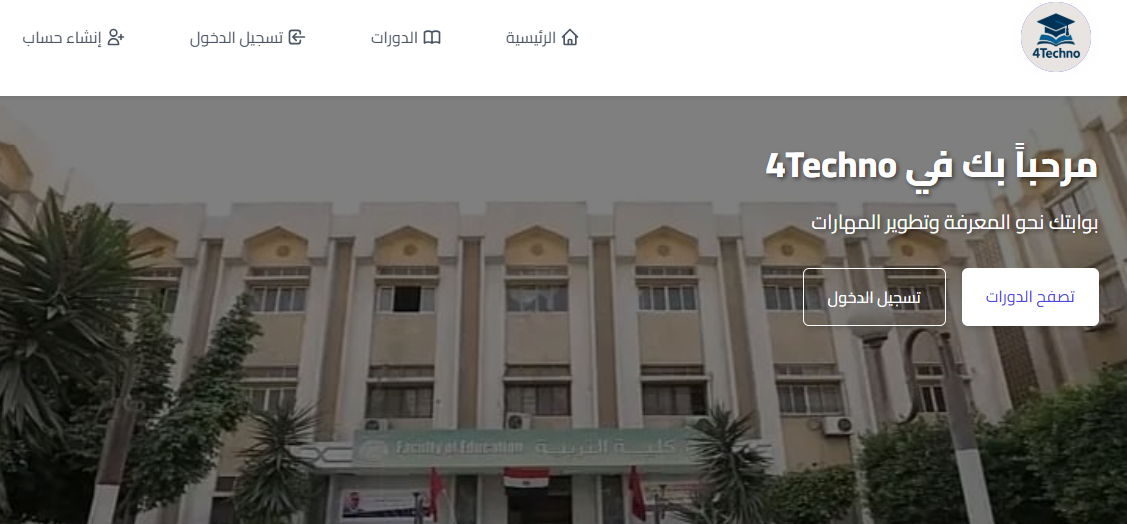 4Techno
الرئيسية
الدورات
تسجيل الدخول
إنشاء حساب
مرحباً بك في 4Techno
بوابتك نحو المعرفة وتطوير المهارات
تصفح الدورات
تسجيل الدخول
كلية التربية Faculty of Education